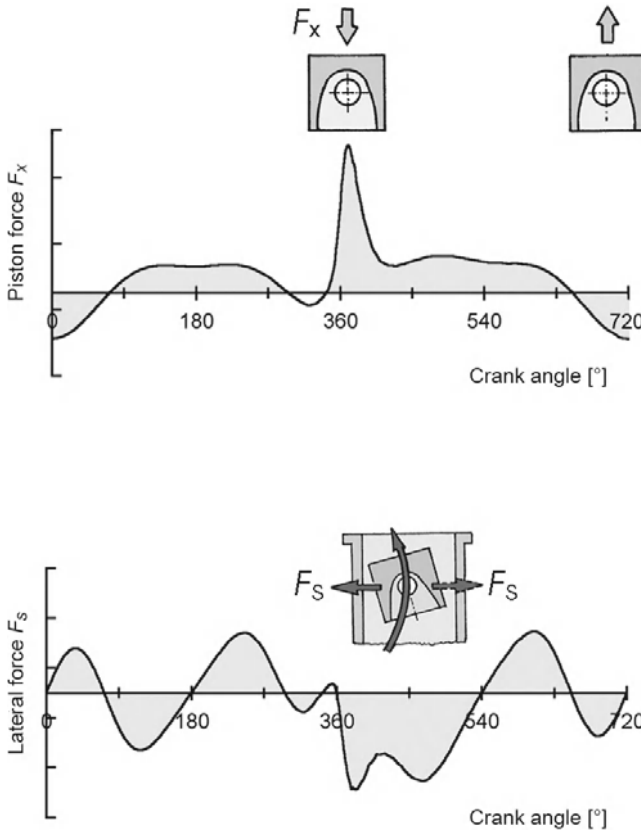 Fx
Piston force Fx
0 180 360 540 720
Crank angle [°]
FS FS
Lateral force Fs
0 180 360 540 720
Crank angle [°]